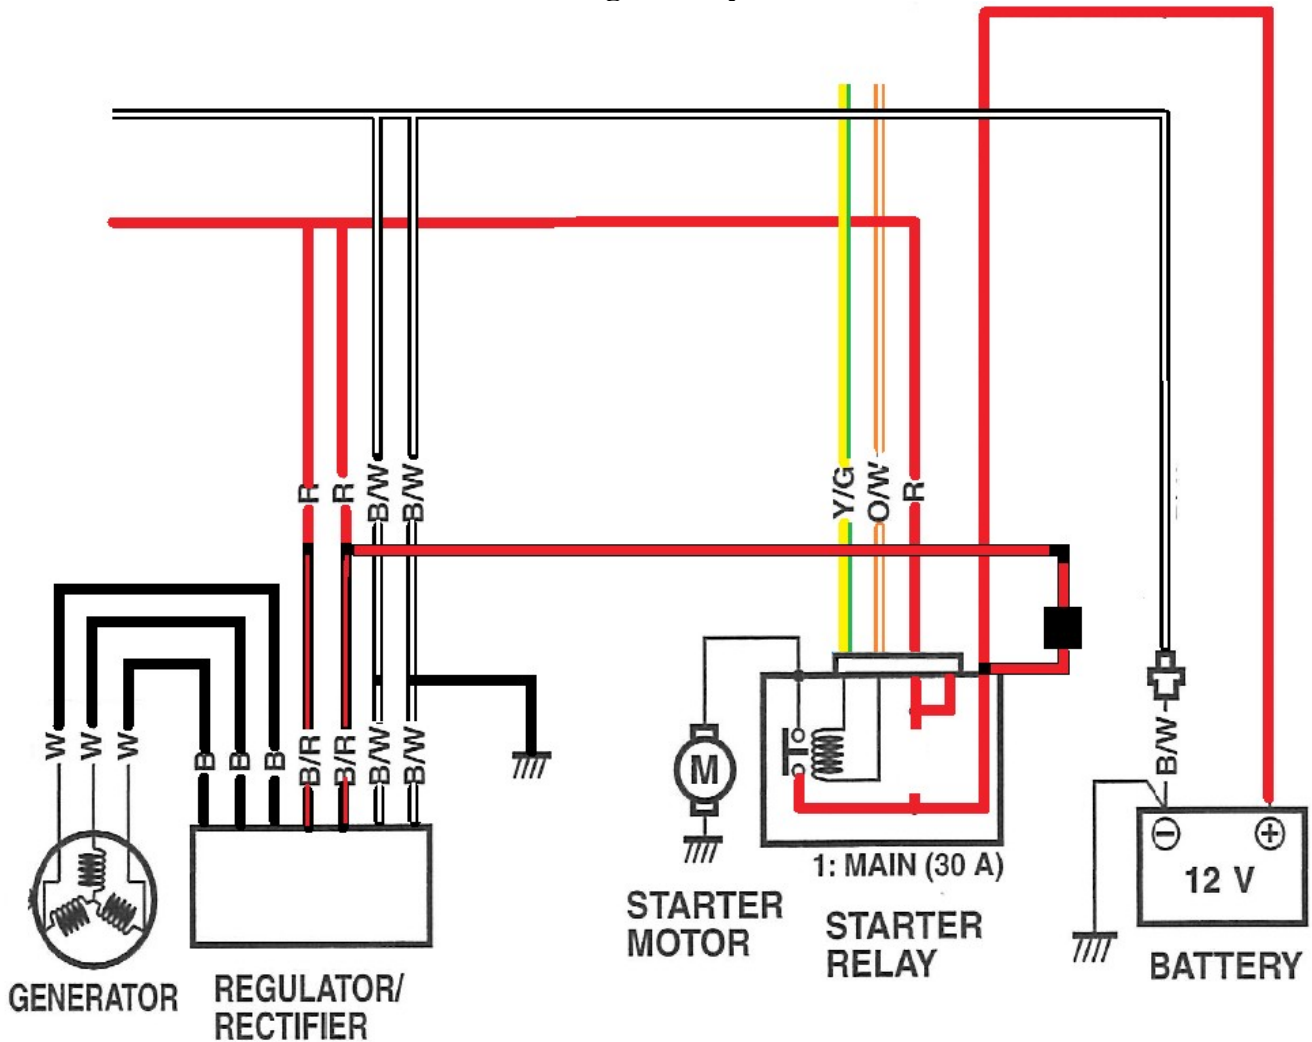 R
R
B/W
B/W
Y/G
O/W
R
W
W
W
B
B
B
B/R
B/R
B/W
B/W
B/W
M
1: MAIN (30 A)
12 V
STARTER
MOTOR
STARTER
RELAY
BATTERY
GENERATOR
REGULATOR/
RECTIFIER